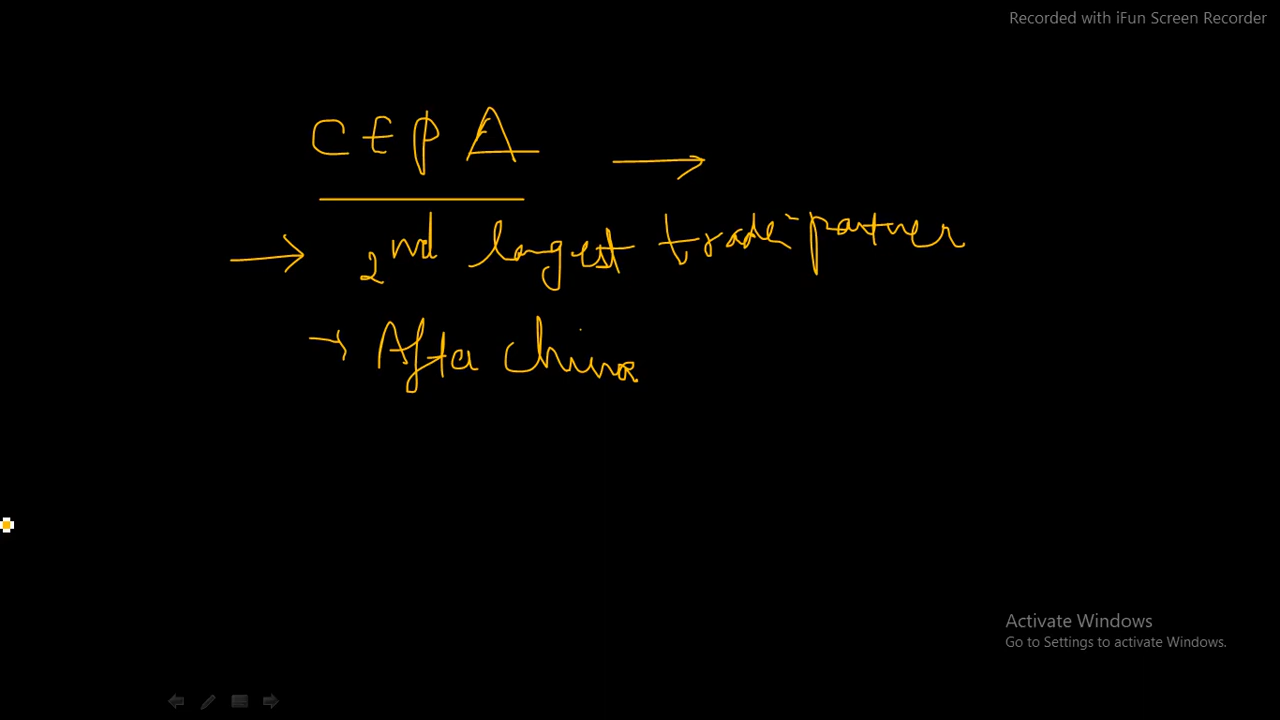 Recorded with iFun Screen Recorder
CEPA →
→ 2nd largest trade-partner
→ After China
Activate Windows
Go to Settings to activate Windows.